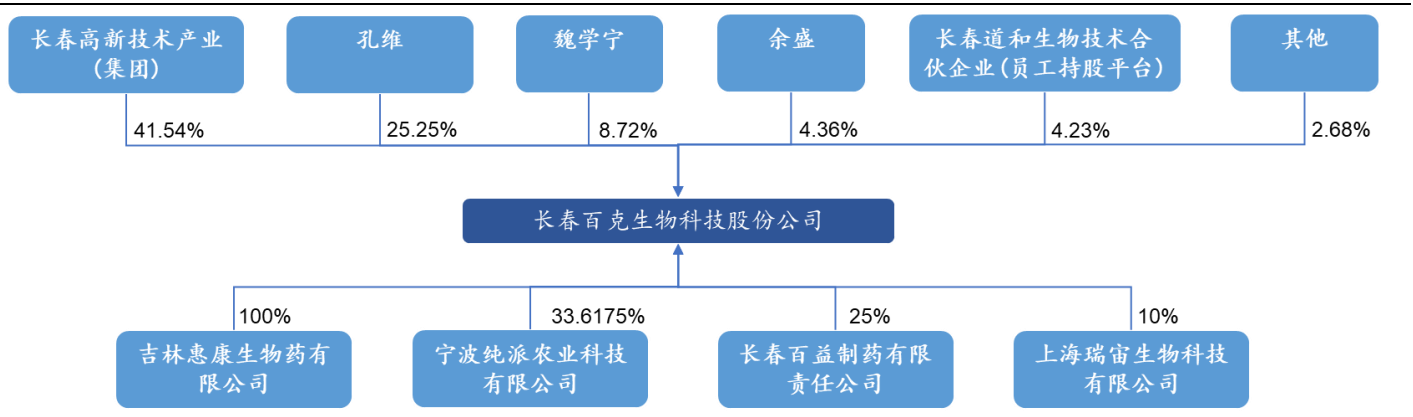 长春高新技术产业
(集团)
孔维
魏学宁
余盛
长春道和生物技术合
伙企业(员工持股平台)
其他
41.54%
25.25%
8.72%
4.36%
4.23%
2.68%
长春百克生物科技股份公司
100%
33.6175%
25%
10%
吉林惠康生物药有
限公司
宁波纯派农业科技
有限公司
长春百益制药有限
责任公司
上海瑞宙生物科技
有限公司